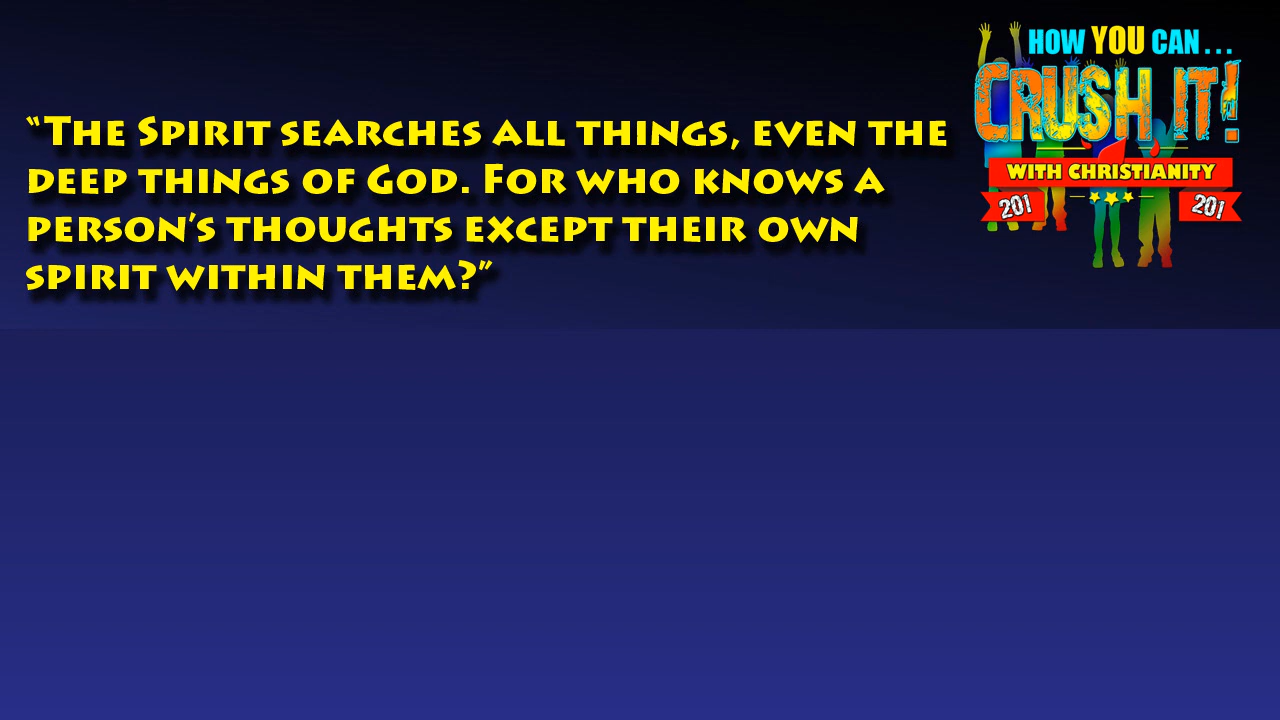 “The Spirit searches all things, even the
deep things of God. For who knows a
person’s thoughts except their own
spirit within them?”
HOW YOU CAN . . .
CRUSH IT!
WITH CHRISTIANITY
201 201